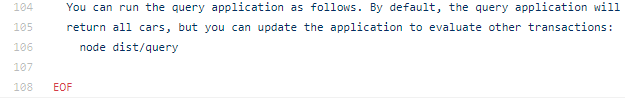 104 You can run the query application as follows. By default, the query application will
105 return all cars, but you can update the application to evaluate other transactions:
106 node dist/query
107
108 EOF